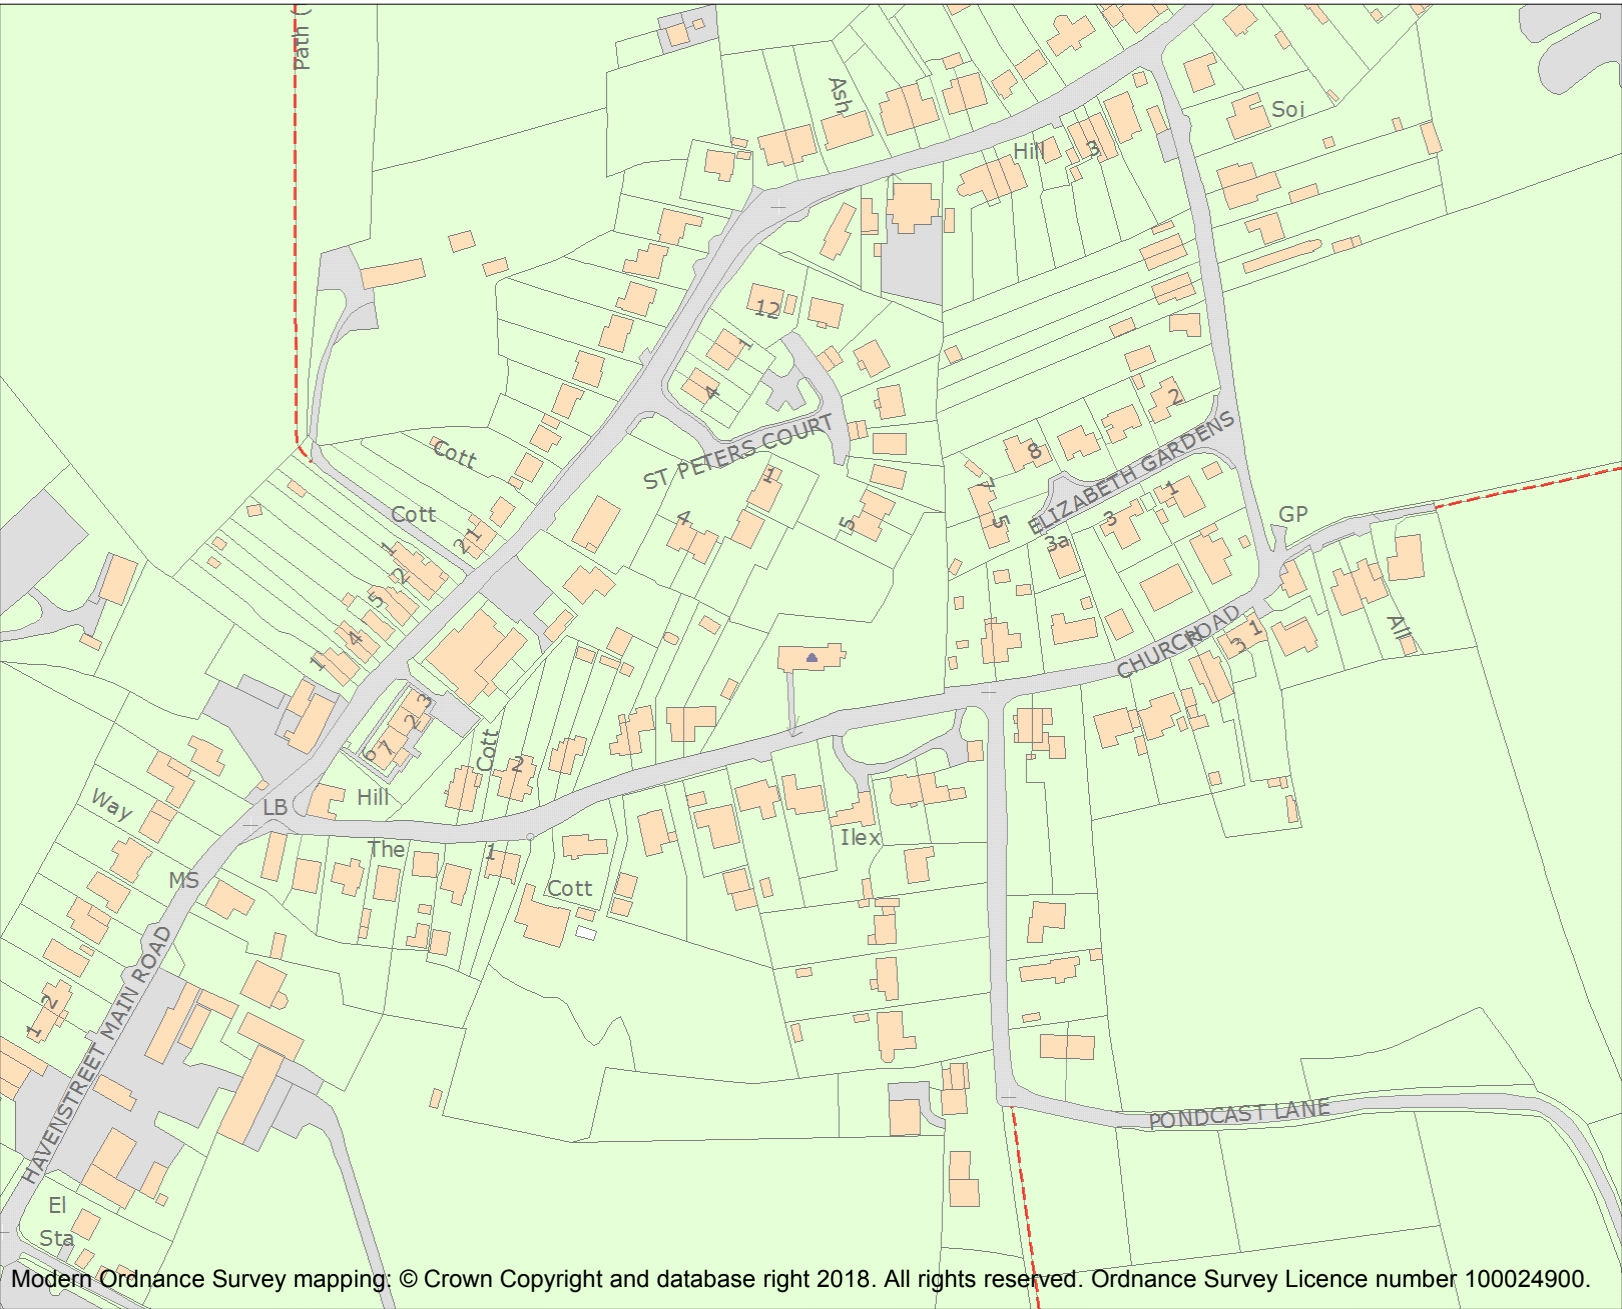 Path (
Ash
Soi
Hill
3
12
1
4
2
ST PETERS COURT
Cott
8
ELIZABETH GARDENS
7
1
1
4
5
5
3
3a
GP
Cott
2 1
1
2
5
4
1
CHURCH ROAD
3 1
All
3
2
7
6
Cott
2
Hill
LB
Way
The
1
Ilex
MS
Cott
2
1
HAVENSTREET MAIN ROAD
PONDCAST LANE
El
Sta
Modern Ordnance Survey mapping: © Crown Copyright and database right 2018. All rights reserved. Ordnance Survey Licence number 100024900.